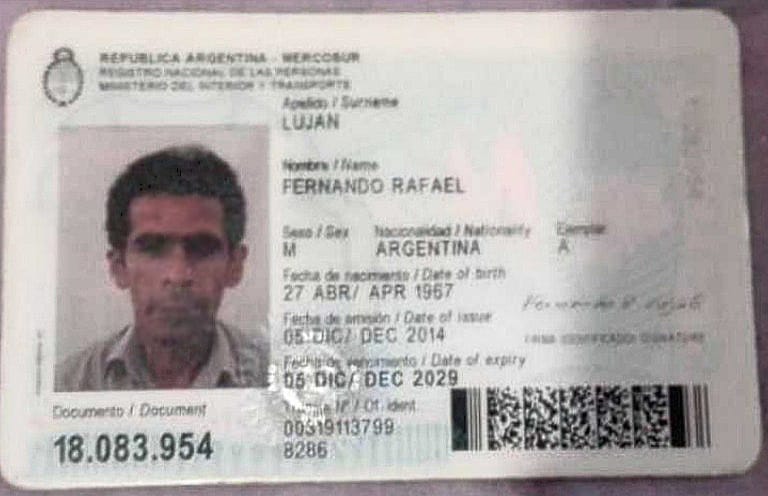 REPUBLICA ARGENTINA - MERCOSUR
REGISTRO NACIONAL DE LAS PERSONAS
MINISTERIO DEL INTERIOR Y TRANSPORTE
Apellido / Surname
LUJAN
Nombre / Name
FERNANDO RAFAEL
Sexo / Sex Nacionalidad / Nationality Ejemplar
M ARGENTINA A
Fecha de nacimiento / Date of birth
27 ABR/ APR 1967
Fecha de emisión / Date of issue
05 DIC/ DEC 2014
FIRMA IDENTIFICADO/ SIGNATURE
Fecha de vencimiento / Date of expiry
05 DIC/ DEC 2029
Documento / Document
18.083.954
Trámite Nº / Of. ident.
00319113799
8286